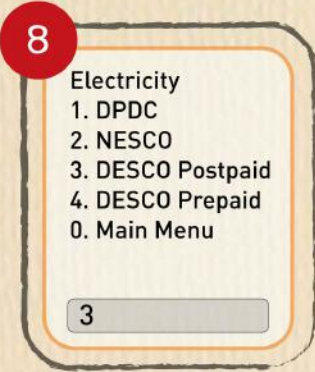 8
Electricity
1. DPDC
2. NESCO
3. DESCO Postpaid
4. DESCO Prepaid
0. Main Menu
3